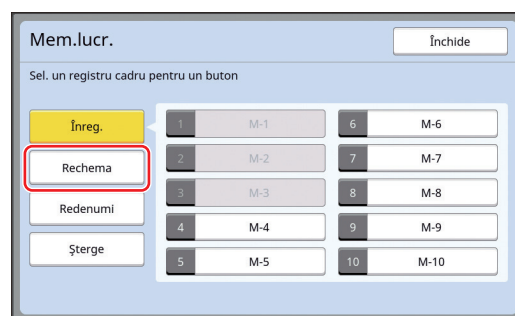 Mem.lucr.
Închide
Sel. un registru cadru pentru un buton
Înreg.
Rechema
Redenumi
Șterge
1 M-1
2 M-2
3 M-3
4 M-4
5 M-5
6 M-6
7 M-7
8 M-8
9 M-9
10 M-10